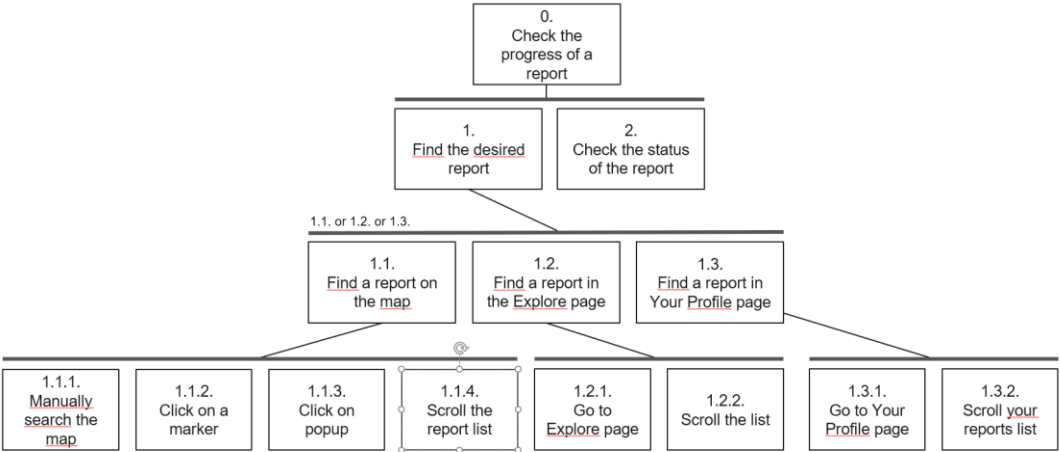 0.
Check the
progress of a
report
1.
Find the desired
report
2.
Check the status
of the report
1.1. or 1.2. or 1.3.
1.1.
Find a report on
the map
1.2.
Find a report in
the Explore page
1.3.
Find a report in
Your Profile page
1.1.1.
Manually
search the
map
1.1.2.
Click on a
marker
1.1.3.
Click on
popup
1.1.4.
Scroll the
report list
1.2.1.
Go to
Explore page
1.2.2.
Scroll the list
1.3.1.
Go to Your
Profile page
1.3.2.
Scroll your
reports list